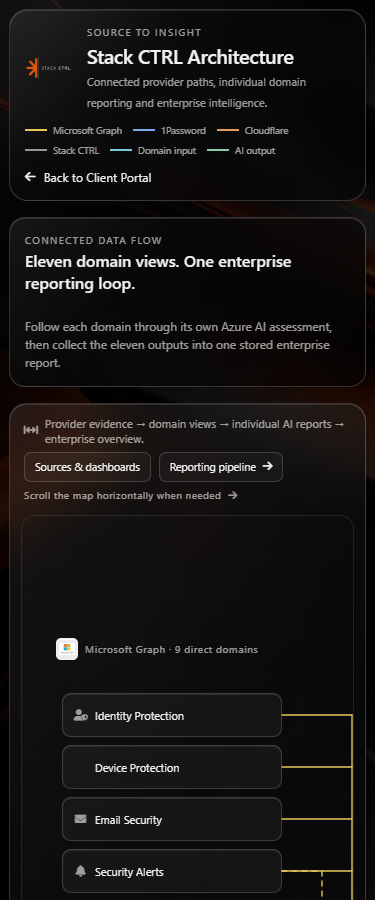 SOURCE TO INSIGHT
STACK CTRL
Stack CTRL Architecture
Connected provider paths, individual domain
reporting and enterprise intelligence.
Microsoft Graph
1Password
Cloudflare
Stack CTRL
Domain input
AI output
← Back to Client Portal
CONNECTED DATA FLOW
Eleven domain views. One enterprise
reporting loop.
Follow each domain through its own Azure AI assessment,
then collect the eleven outputs into one stored enterprise
report.
Provider evidence → domain views → individual AI reports →
enterprise overview.
Sources & dashboards
Reporting pipeline →
Scroll the map horizontally when needed →
Microsoft Graph · 9 direct domains
Identity Protection
Device Protection
Email Security
Security Alerts